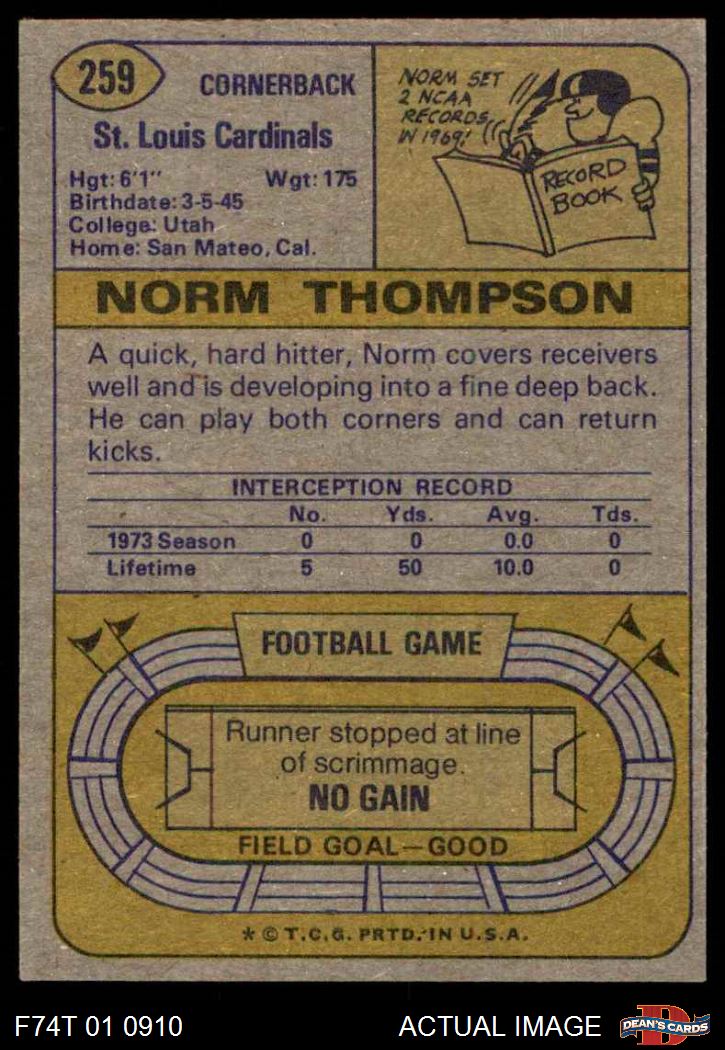 259
CORNERBACK
St. Louis Cardinals
Hgt: 6'1" Wgt: 175
Birthdate: 3-5-45
College: Utah
Home: San Mateo, Cal.
NORM SET
2 NCAA
RECORDS
IN 1969!
RECORD
BOOK
NORM THOMPSON
A quick, hard hitter, Norm covers receivers
well and is developing into a fine deep back.
He can play both corners and can return
kicks.
INTERCEPTION RECORD
No. Yds. Avg. Tds.
1973 Season 0 0 0.0 0
Lifetime 5 50 10.0 0
FOOTBALL GAME
Runner stopped at line
of scrimmage.
NO GAIN
FIELD GOAL—GOOD
* © T.C.G. PRTD. IN U.S.A.
F74T 01 0910 ACTUAL IMAGE
D
DEAN'S CARDS